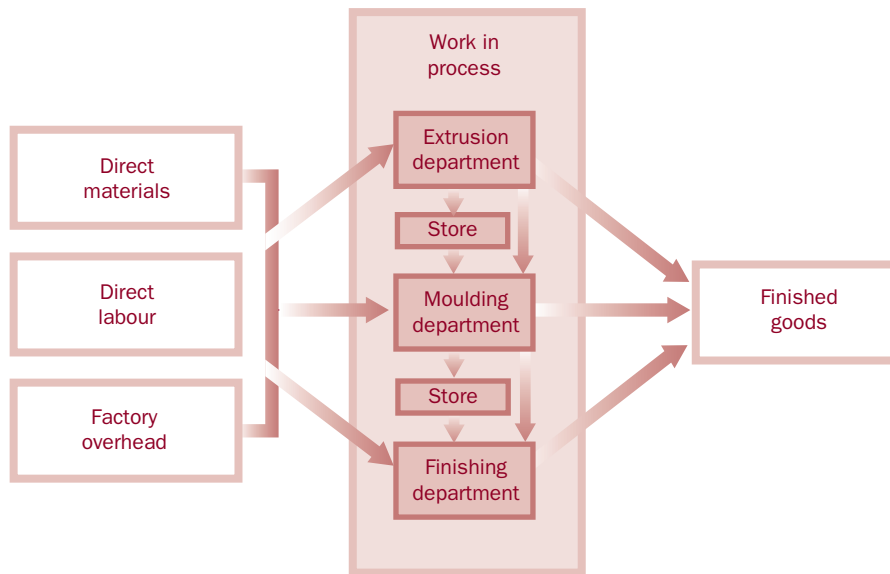 Work in
process
Direct
materials
Direct
labour
Factory
overhead
Extrusion
department
Store
Moulding
department
Store
Finishing
department
Finished
goods